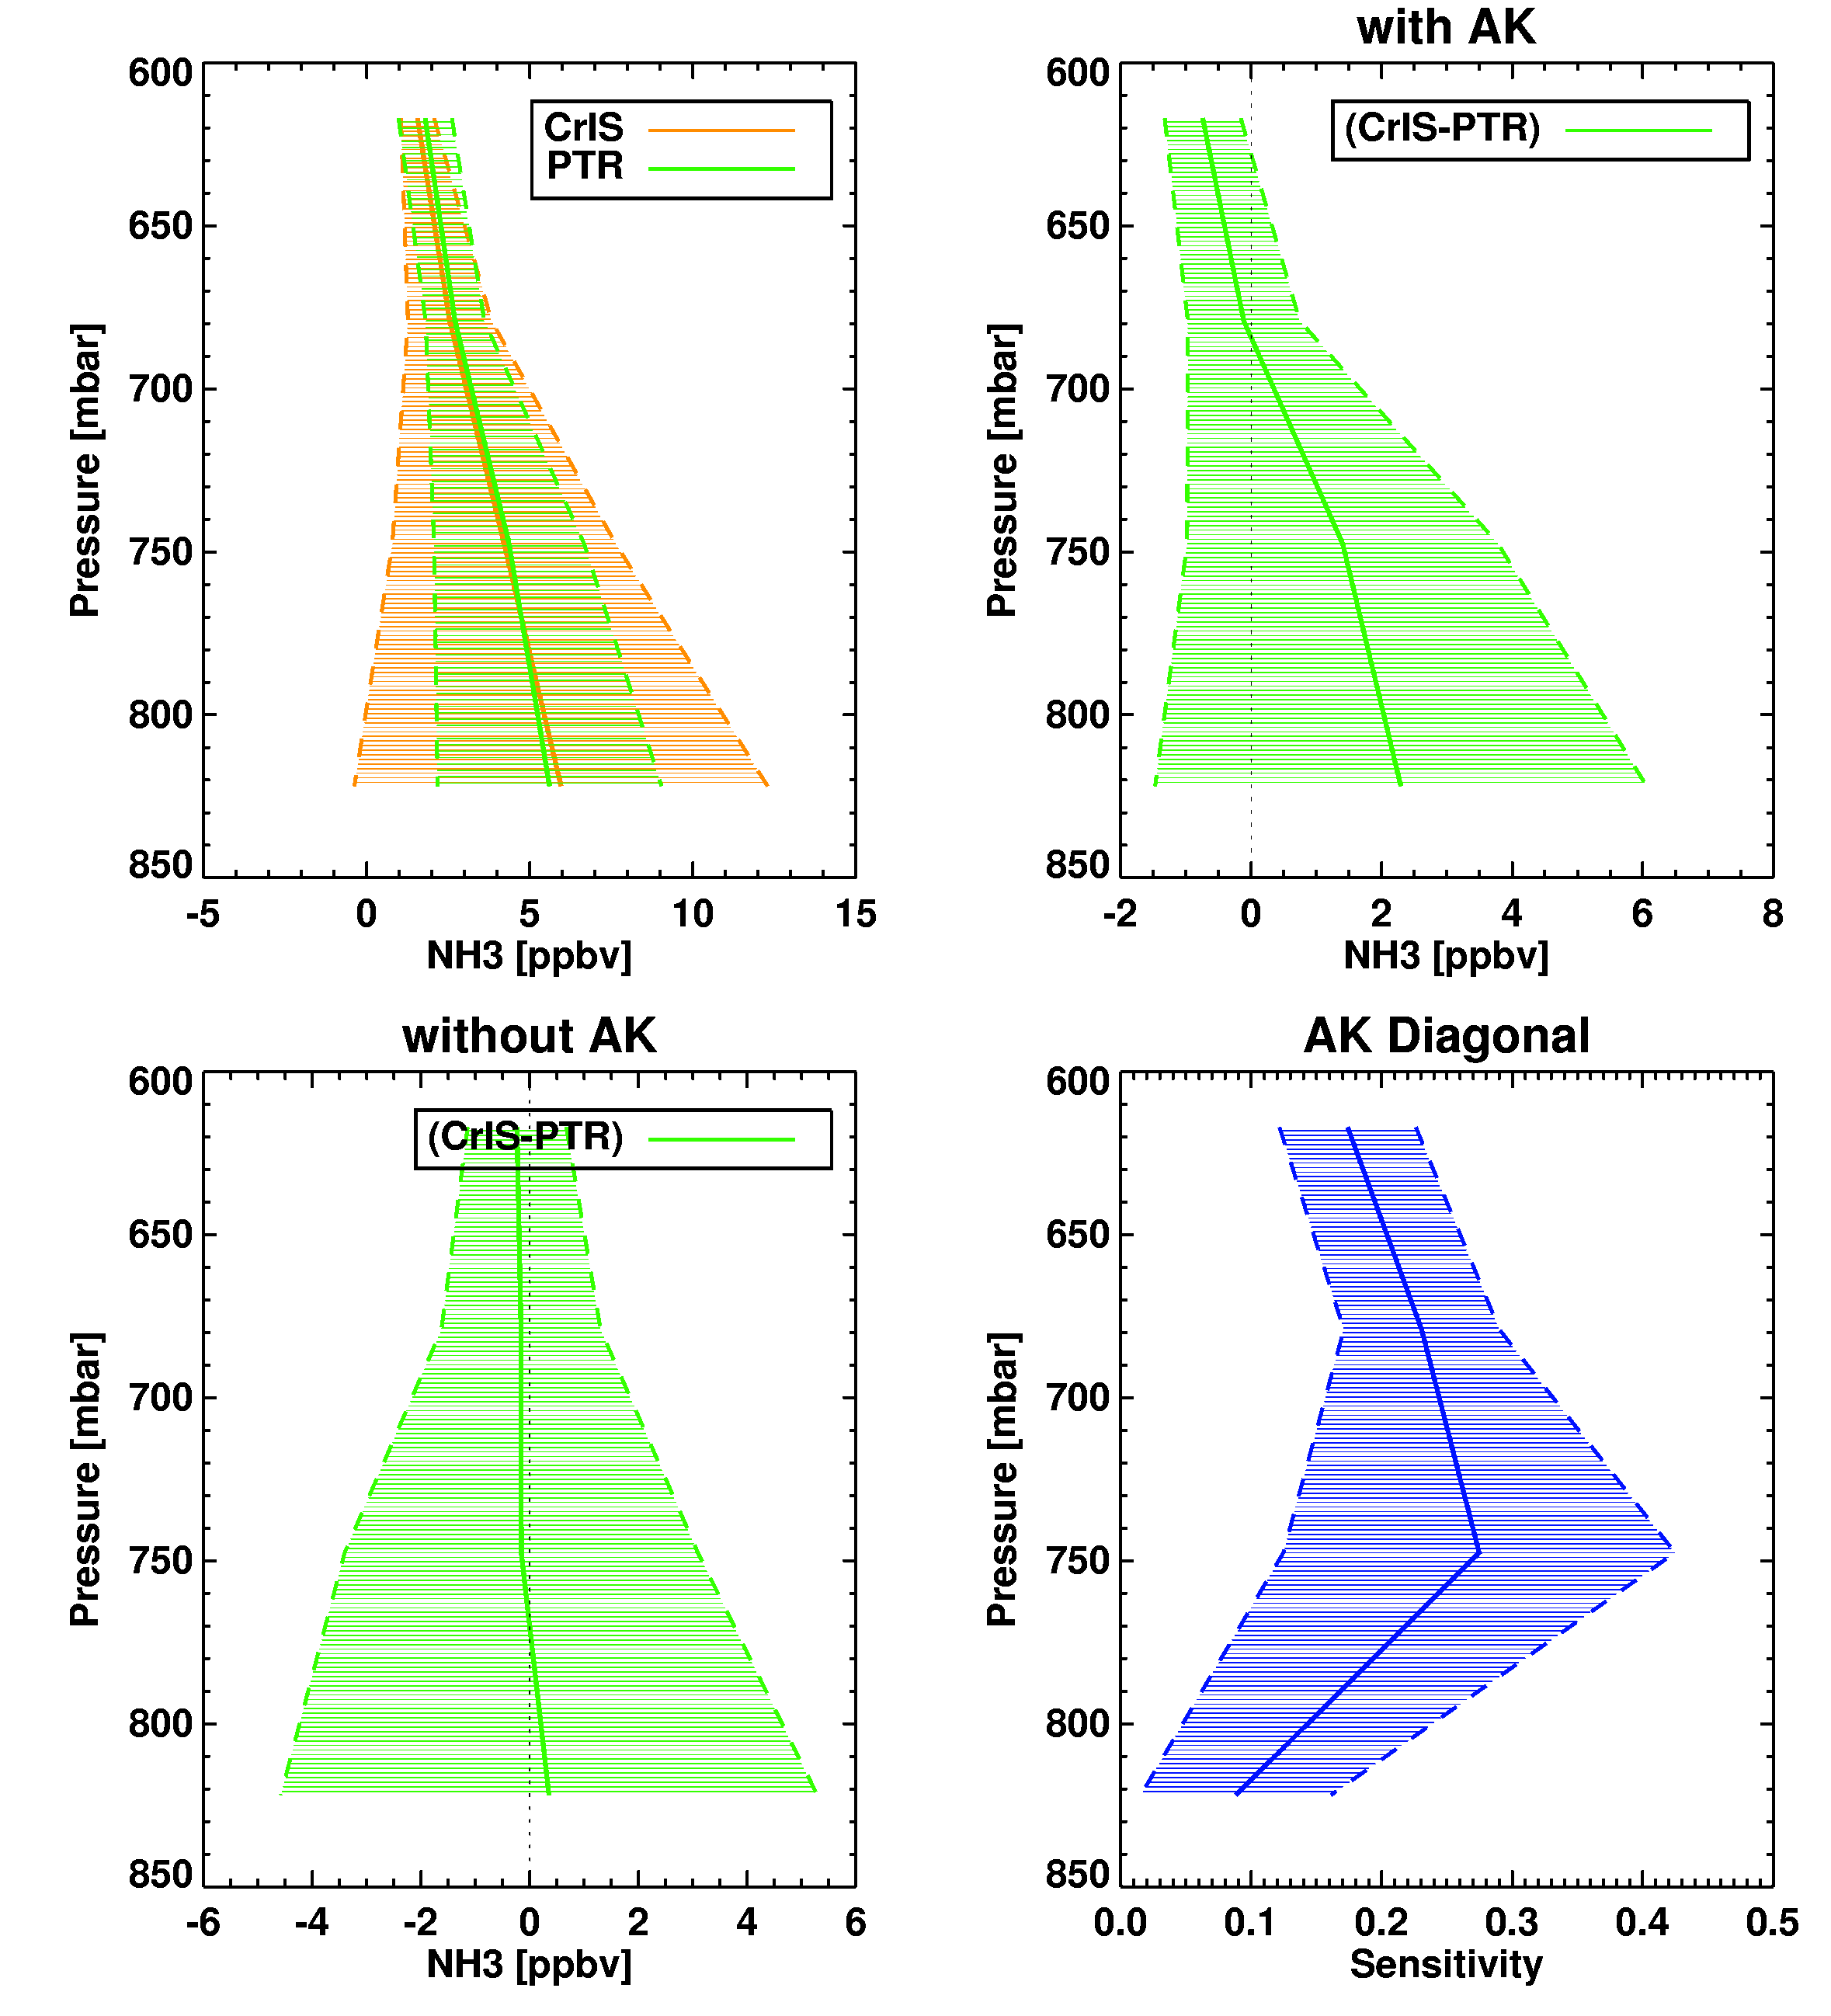 600
650
700
750
800
850
-5 0 5 10 15
Pressure [mbar]
NH3 [ppbv]
CrIS
PTR
with AK
600
650
700
750
800
850
-2 0 2 4 6 8
Pressure [mbar]
NH3 [ppbv]
(CrIS-PTR)
without AK
600
650
700
750
800
850
-6 -4 -2 0 2 4 6
Pressure [mbar]
NH3 [ppbv]
(CrIS-PTR)
AK Diagonal
600
650
700
750
800
850
0.0 0.1 0.2 0.3 0.4 0.5
Pressure [mbar]
Sensitivity